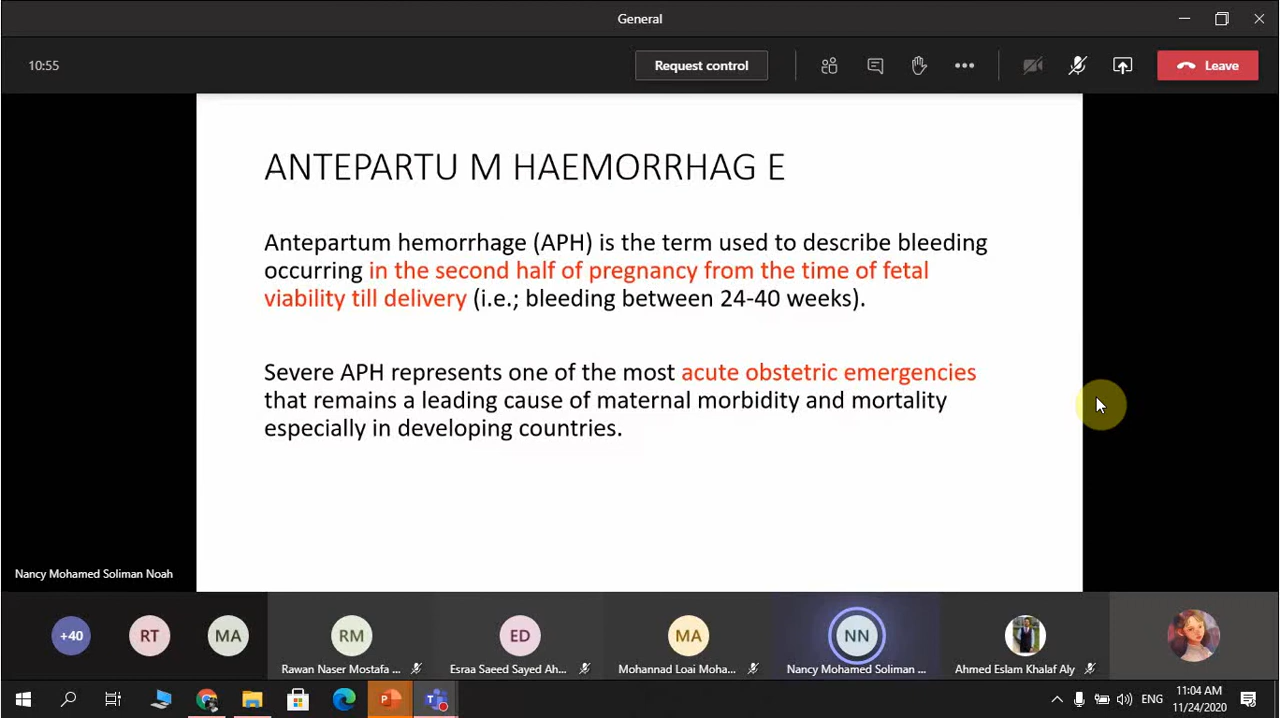 General
10:55
Request control
Leave
ANTEPARTU M HAEMORRHAG E
Antepartum hemorrhage (APH) is the term used to describe bleeding
occurring in the second half of pregnancy from the time of fetal
viability till delivery (i.e.; bleeding between 24-40 weeks).
Severe APH represents one of the most acute obstetric emergencies
that remains a leading cause of maternal morbidity and mortality
especially in developing countries.
Nancy Mohamed Soliman Noah
+40
RT
MA
RM
ED
MA
NN
Rawan Naser Mostafa ...
Esraa Saeed Sayed Ah...
Mohannad Loai Moha...
Nancy Mohamed Soliman ...
Ahmed Eslam Khalaf Aly
ENG
11:04 AM
11/24/2020